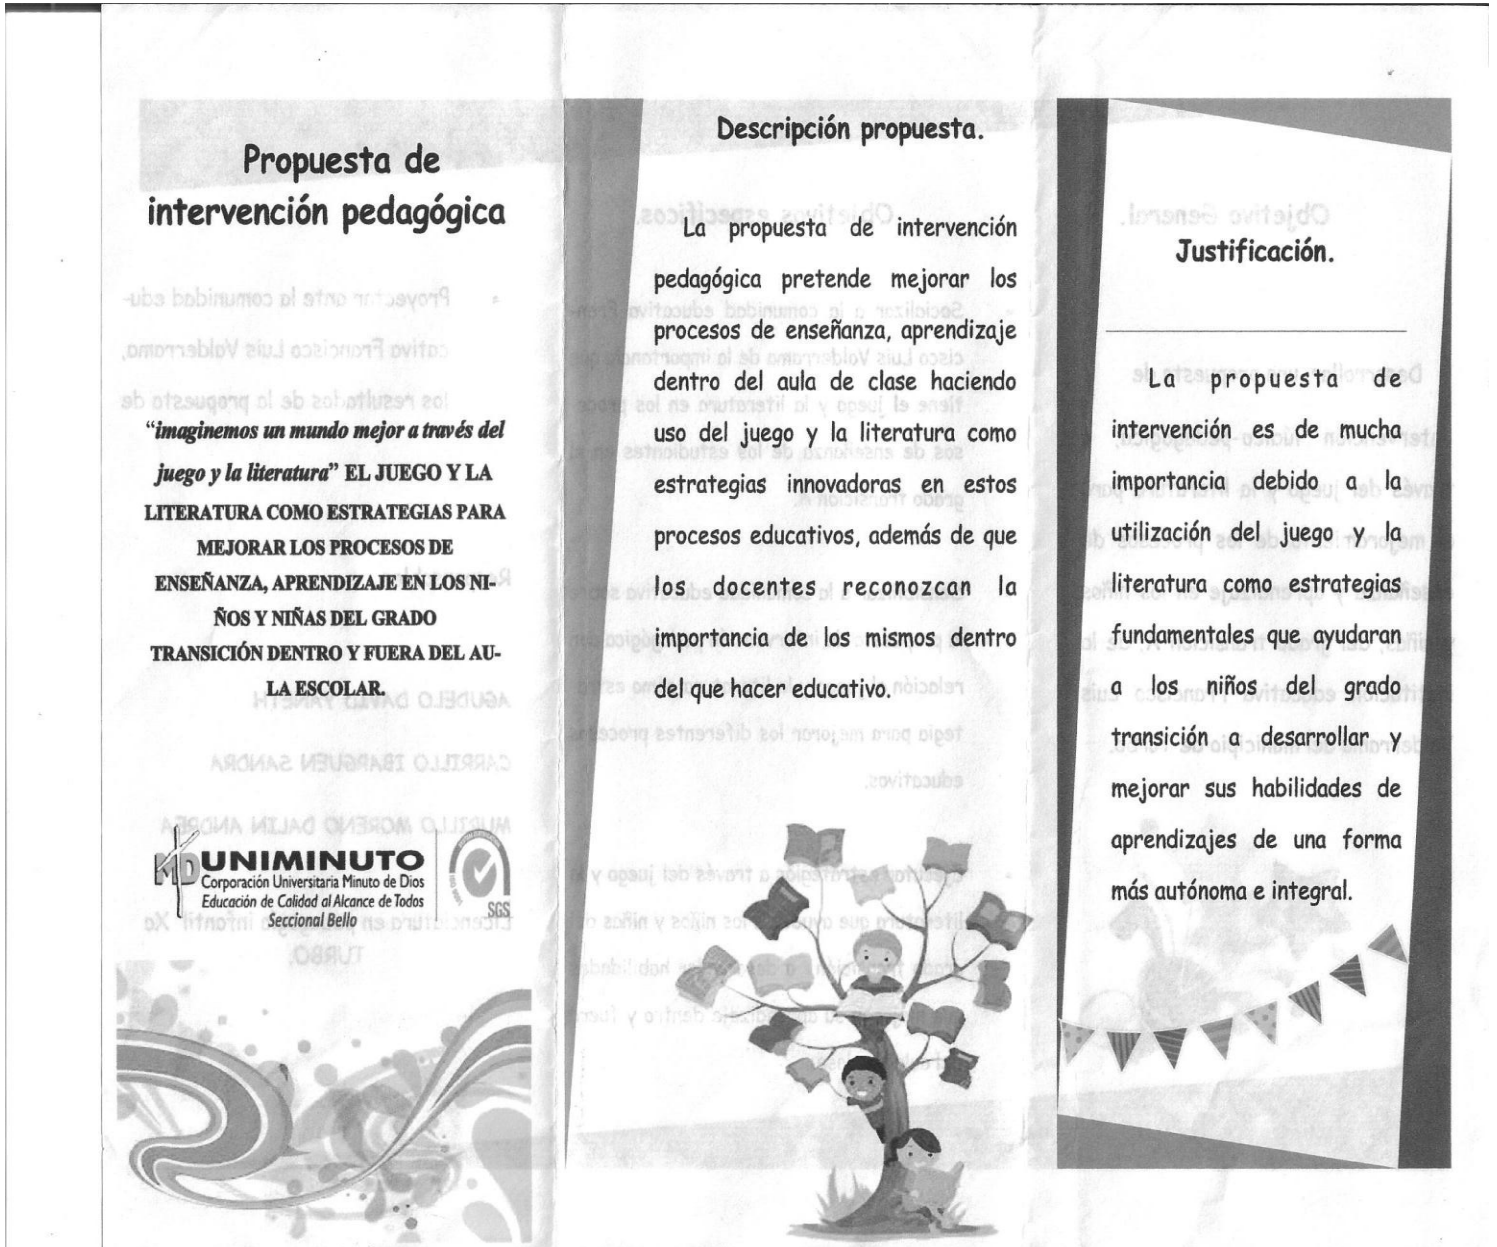 Propuesta de
intervención pedagógica
“imaginemos un mundo mejor a través del
juego y la literatura” EL JUEGO Y LA
LITERATURA COMO ESTRATEGIAS PARA
MEJORAR LOS PROCESOS DE
ENSEÑANZA, APRENDIZAJE EN LOS NI-
ÑOS Y NIÑAS DEL GRADO
TRANSICIÓN DENTRO Y FUERA DEL AU-
LA ESCOLAR.
MD UNIMINUTO
Corporación Universitaria Minuto de Dios
Educación de Calidad al Alcance de Todos
Seccional Bello
SGS
Descripción propuesta.
La propuesta de intervención
pedagógica pretende mejorar los
procesos de enseñanza, aprendizaje
dentro del aula de clase haciendo
uso del juego y la literatura como
estrategias innovadoras en estos
procesos educativos, además de que
los docentes reconozcan la
importancia de los mismos dentro
del que hacer educativo.
Justificación.
La propuesta de
intervención es de mucha
importancia debido a la
utilización del juego y la
literatura como estrategias
fundamentales que ayudaran
a los niños del grado
transición a desarrollar y
mejorar sus habilidades de
aprendizajes de una forma
más autónoma e integral.